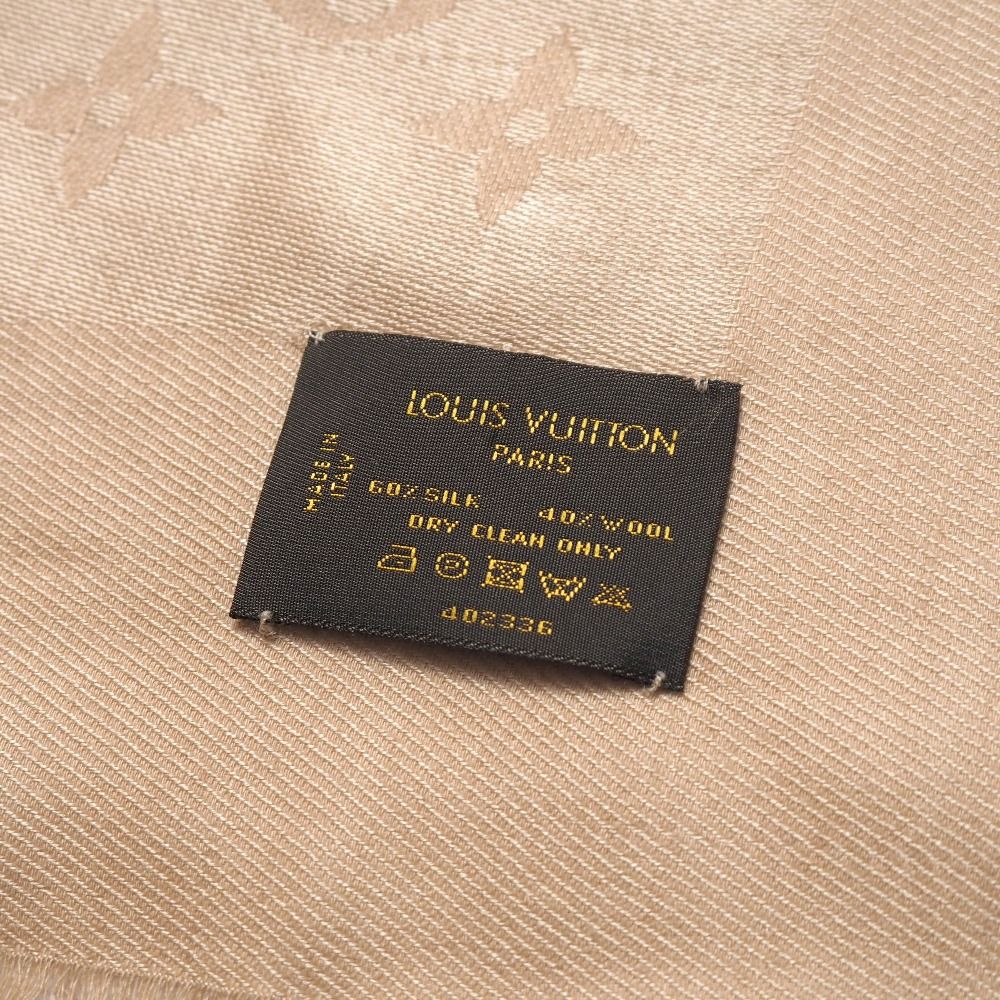 LOUIS VUITTON
PARIS
MADE IN
ITALY
60% SILK 40% WOOL
DRY CLEAN ONLY
402336